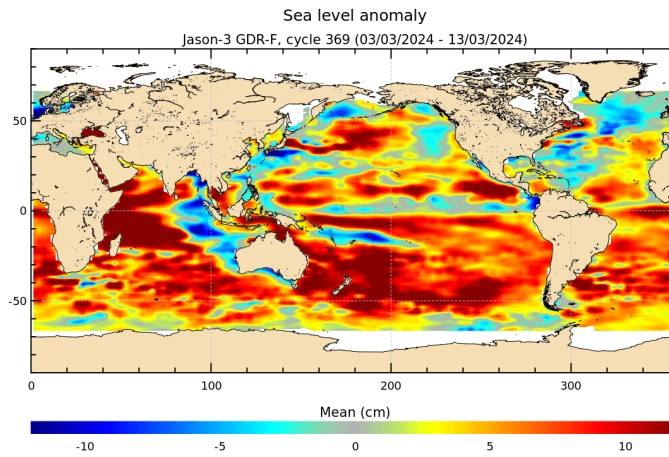 Sea level anomaly
Jason-3 GDR-F, cycle 369 (03/03/2024 - 13/03/2024)
50
0
-50
0 100 200 300
Mean (cm)
-10 -5 0 5 10